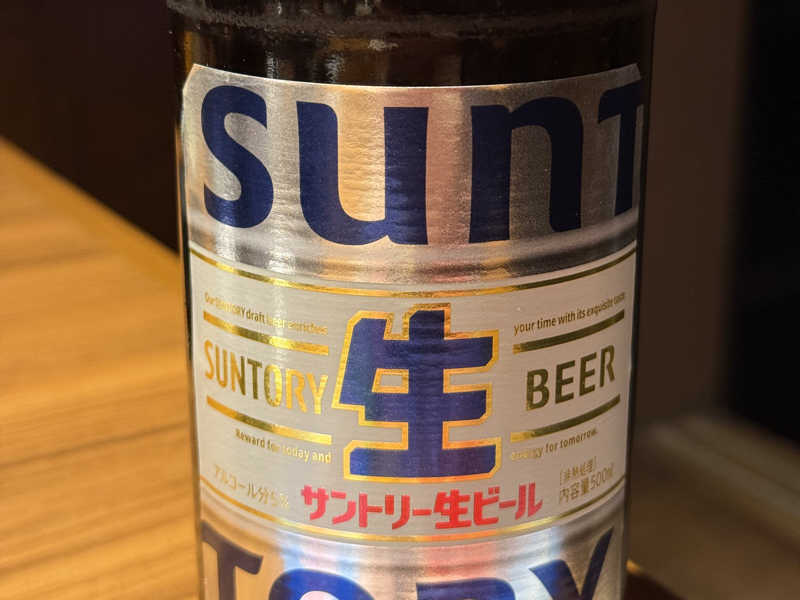 SUNT
Our SUNTORY draft beer enriches
your time with its exquisite taste.
SUNTORY
生
BEER
Reward for today and
energy for tomorrow.
アルコール分5%
サントリー生ビール
[非熱処理]
内容量500ml
TORY